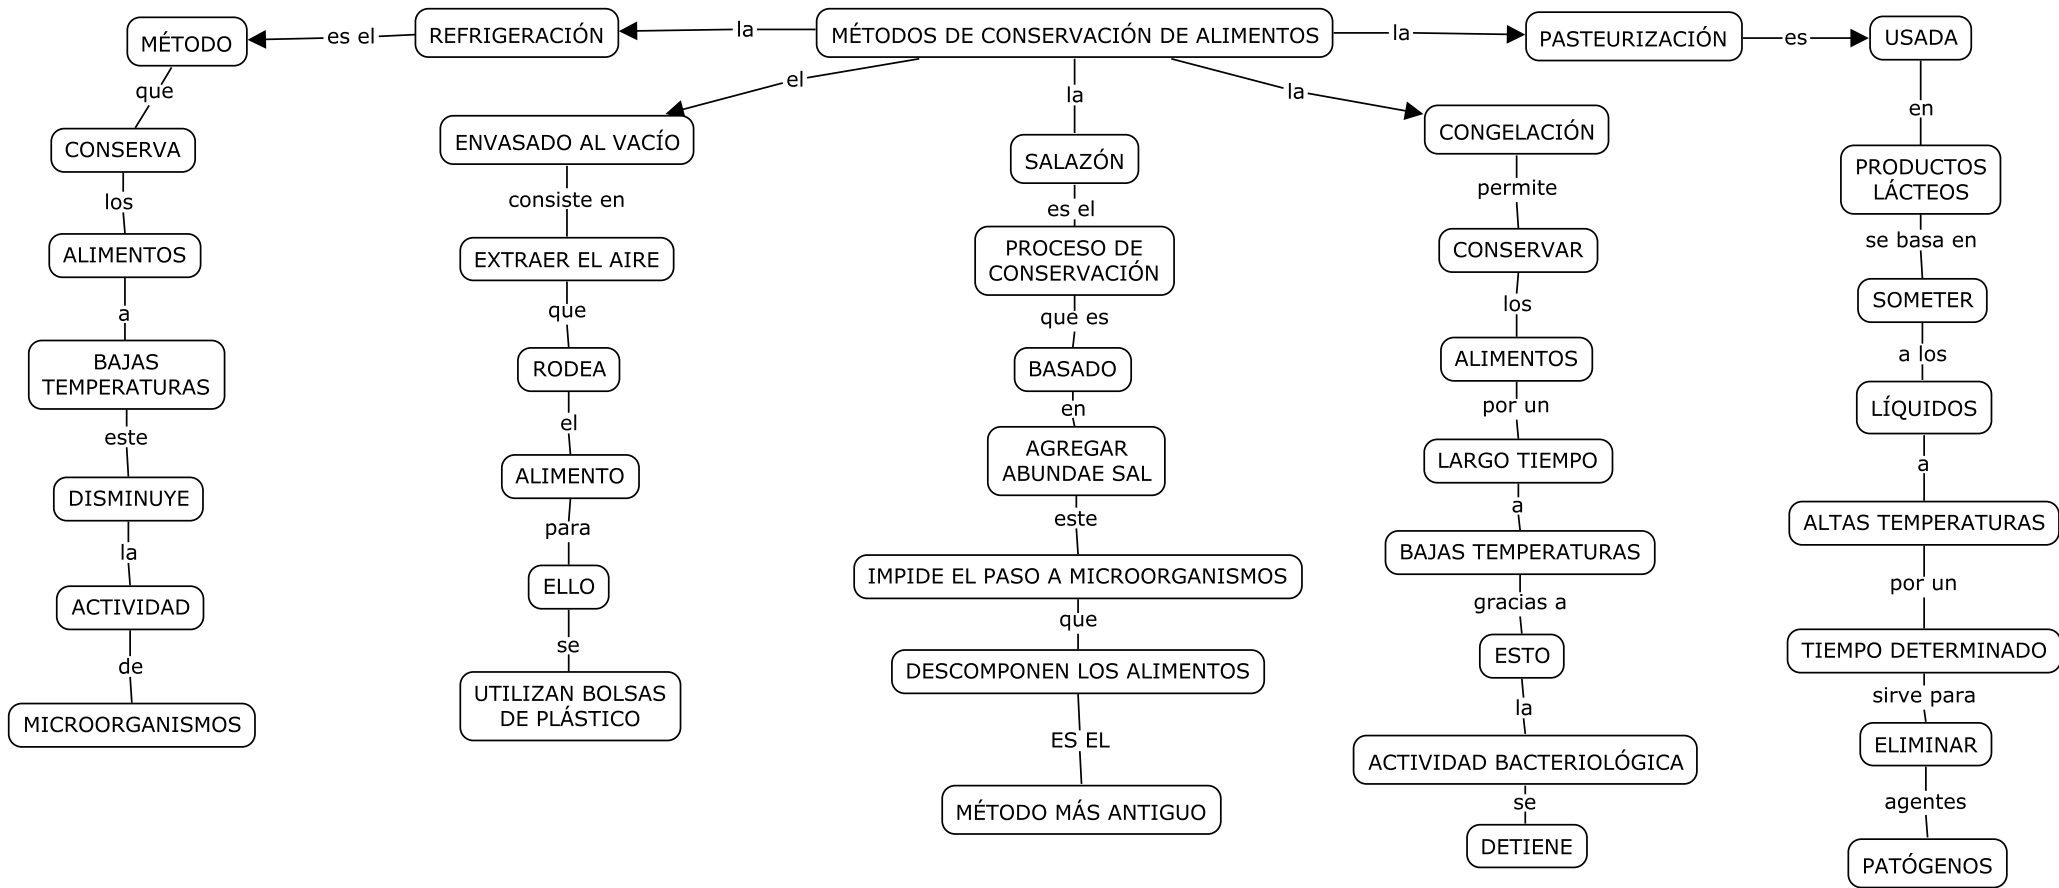 MÉTODOS DE CONSERVACIÓN DE ALIMENTOS
la
REFRIGERACIÓN
es el
MÉTODO
que
CONSERVA
los
ALIMENTOS
a
BAJAS
TEMPERATURAS
este
DISMINUYE
la
ACTIVIDAD
de
MICROORGANISMOS
el
ENVASADO AL VACÍO
consiste en
EXTRAER EL AIRE
que
RODEA
el
ALIMENTO
para
ELLO
se
UTILIZAN BOLSAS
DE PLÁSTICO
la
SALAZÓN
es el
PROCESO DE
CONSERVACIÓN
que es
BASADO
en
AGREGAR
ABUNDAE SAL
este
IMPIDE EL PASO A MICROORGANISMOS
que
DESCOMPONEN LOS ALIMENTOS
ES EL
MÉTODO MÁS ANTIGUO
la
CONGELACIÓN
permite
CONSERVAR
los
ALIMENTOS
por un
LARGO TIEMPO
a
BAJAS TEMPERATURAS
gracias a
ESTO
la
ACTIVIDAD BACTERIOLÓGICA
se
DETIENE
la
PASTEURIZACIÓN
es
USADA
en
PRODUCTOS
LÁCTEOS
se basa en
SOMETER
a los
LÍQUIDOS
a
ALTAS TEMPERATURAS
por un
TIEMPO DETERMINADO
sirve para
ELIMINAR
agentes
PATÓGENOS